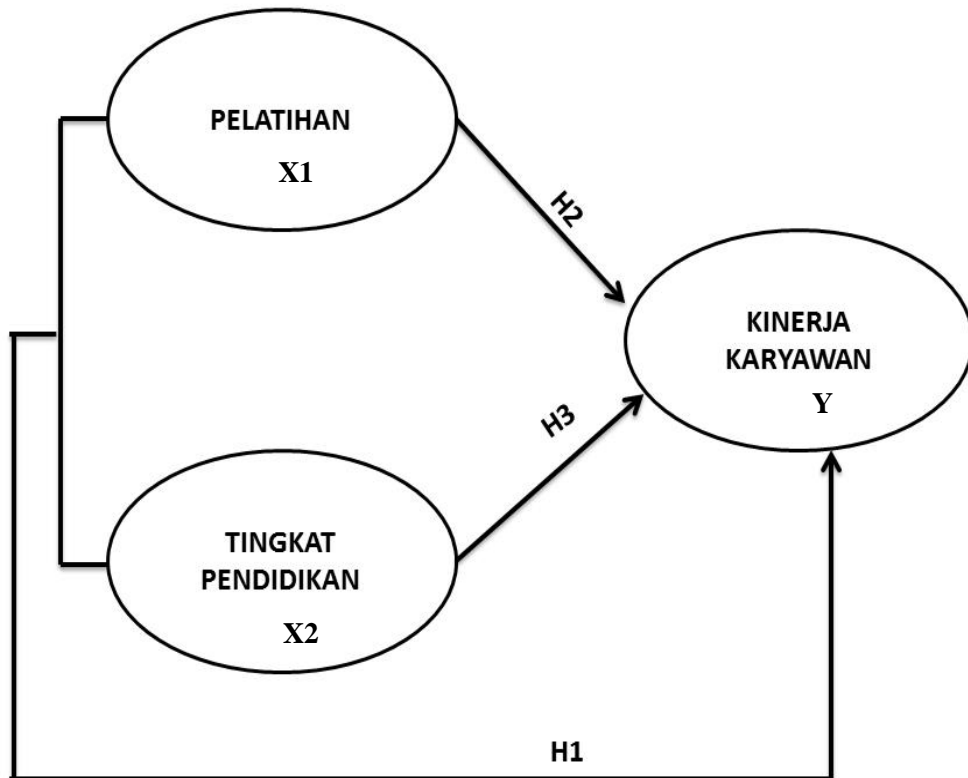 PELATIHAN
X1
H2
KINERJA
KARYAWAN
Y
H3
TINGKAT
PENDIDIKAN
X2
H1